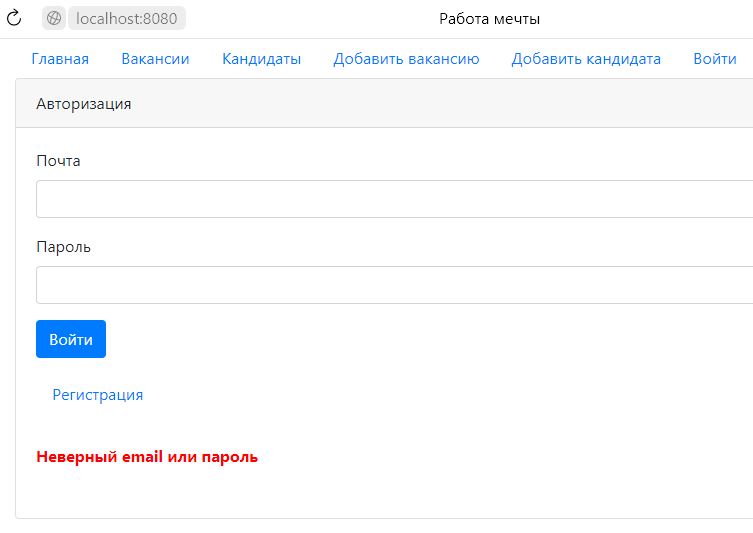 localhost:8080 Работа мечты
Главная Вакансии Кандидаты Добавить вакансию Добавить кандидата Войти
Авторизация
Почта
Пароль
Войти
Регистрация
Неверный email или пароль